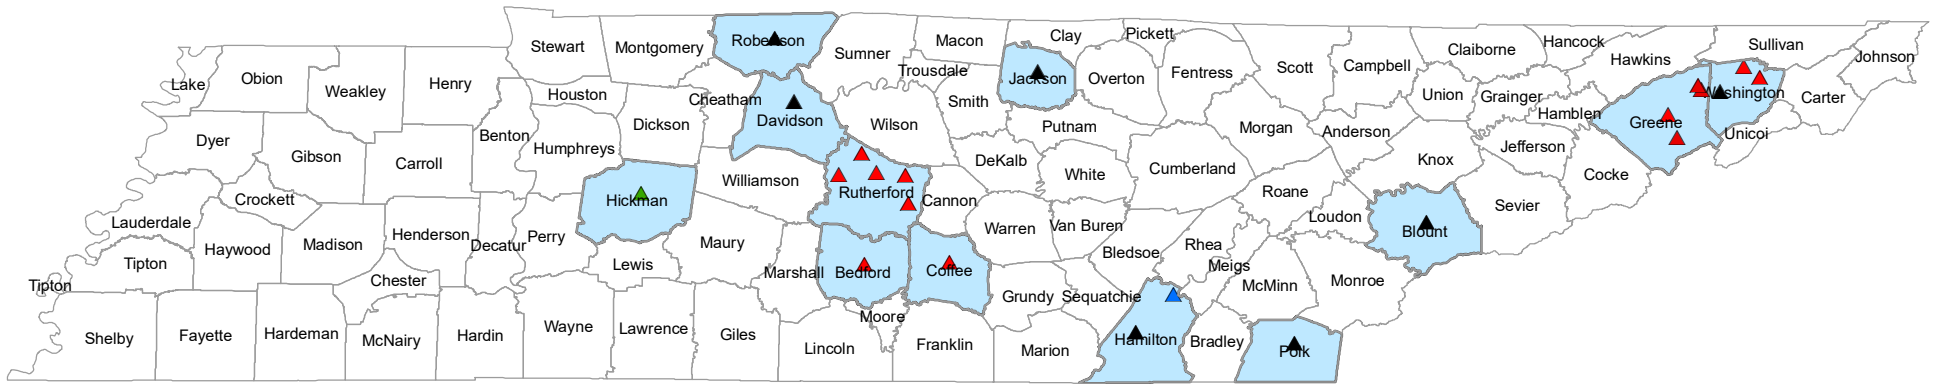 Lake
Obion
Weakley
Henry
Stewart
Montgomery
Robertson
Sumner
Macon
Trousdale
Clay
Pickett
Jackson
Overton
Fentress
Scott
Campbell
Claiborne
Hancock
Hawkins
Sullivan
Johnson
Houston
Cheatham
Davidson
Wilson
Smith
Putnam
Morgan
Anderson
Union
Grainger
Hamblen
Greene
Washington
Carter
Unicoi
Dyer
Gibson
Carroll
Benton
Humphreys
Dickson
Williamson
Rutherford
Cannon
DeKalb
White
Cumberland
Roane
Knox
Jefferson
Cocke
Sevier
Crockett
Lauderdale
Haywood
Madison
Henderson
Decatur
Perry
Hickman
Lewis
Maury
Marshall
Bedford
Coffee
Warren
Van Buren
Bledsoe
Rhea
Meigs
Loudon
Blount
Monroe
McMinn
Tipton
Tipton
Chester
Moore
Grundy
Sequatchie
Shelby
Fayette
Hardeman
McNairy
Hardin
Wayne
Lawrence
Giles
Lincoln
Franklin
Marion
Hamilton
Bradley
Polk